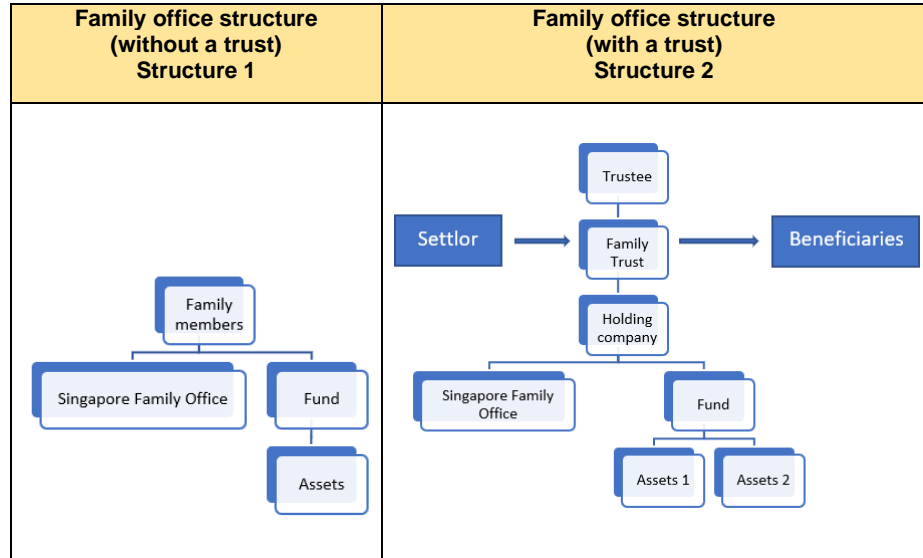 Family office structure
(without a trust)
Structure 1
Family office structure
(with a trust)
Structure 2
Family
members
Singapore Family Office
Fund
Assets
Trustee
Settlor
Family
Trust
Beneficiaries
Holding
company
Singapore Family
Office
Fund
Assets 1
Assets 2